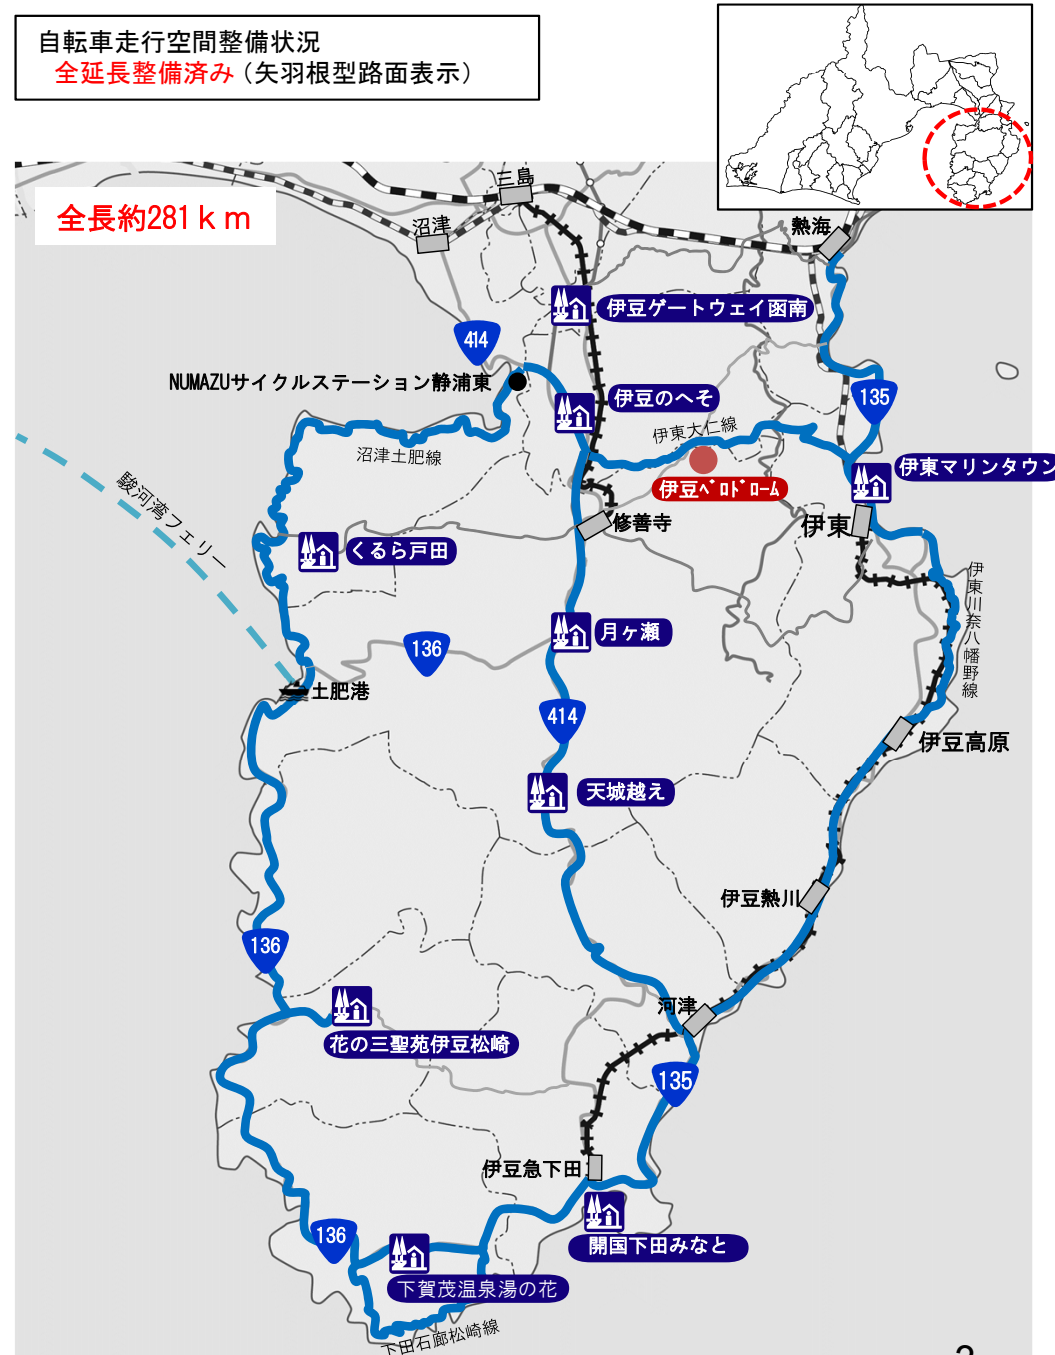 自転車走行空間整備状況
全延長整備済み（矢羽根型路面表示）
全長約281ｋｍ
三島
沼津
熱海
伊豆ゲートウェイ函南
414
NUMAZUサイクルステーション静浦東
伊豆のへそ
135
伊東大仁線
沼津土肥線
伊東マリンタウン
伊豆ﾍﾞﾛﾄﾞﾛｰﾑ
駿河湾フェリー
修善寺
伊東
くるら戸田
伊東川奈八幡野線
月ヶ瀬
136
土肥港
414
伊豆高原
天城越え
伊豆熱川
136
河津
花の三聖苑伊豆松崎
135
伊豆急下田
136
開国下田みなと
下賀茂温泉湯の花
下田石廊松崎線